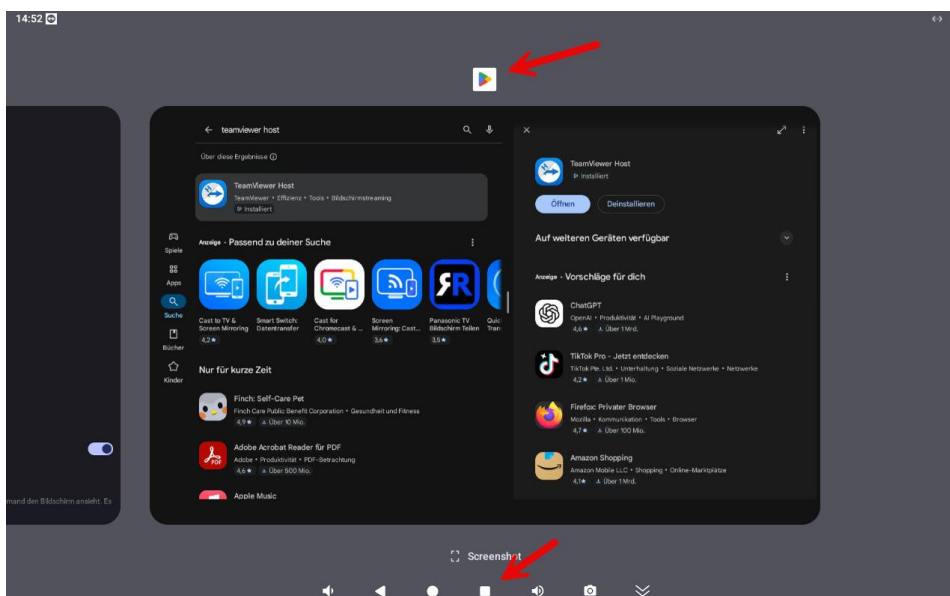 14:52
teamviewer host
Über diese Ergebnisse
TeamViewer Host
TeamViewer • Effizienz • Tools • Bildschirmstreaming
Installiert
Spiele
Apps
Suche
Bücher
Kinder
Anzeige • Passend zu deiner Suche
Cast to TV &
Screen Mirroring
4,2★
Smart Switch:
Datentransfer
Cast for
Chromecast & ...
4,0★
Screen
Mirroring: Cast...
3,6★
Panasonic TV
Bildschirm Teilen
3,5★
Quic
Tran
Nur für kurze Zeit
Finch: Self-Care Pet
Finch Care Public Benefit Corporation • Gesundheit und Fitness
4,9★ Über 10 Mio.
Adobe Acrobat Reader für PDF
Adobe • Produktivität • PDF-Betrachtung
4,6★ Über 500 Mio.
Apple Music
TeamViewer Host
Installiert
Öffnen
Deinstallieren
Auf weiteren Geräten verfügbar
Anzeige • Vorschläge für dich
ChatGPT
OpenAI • Produktivität • AI Playground
4,6★ Über 1 Mrd.
TikTok Pro - Jetzt entdecken
TikTok Pte. Ltd. • Unterhaltung • Soziale Netzwerke • Netzwerke
4,2★ Über 1 Mio.
Firefox: Privater Browser
Mozilla • Kommunikation • Tools • Browser
4,7★ Über 100 Mio.
Amazon Shopping
Amazon Mobile LLC • Shopping • Online-Marktplätze
4,1★ Über 1 Mrd.
mand den Bildschirm ansieht. Es
Screenshot